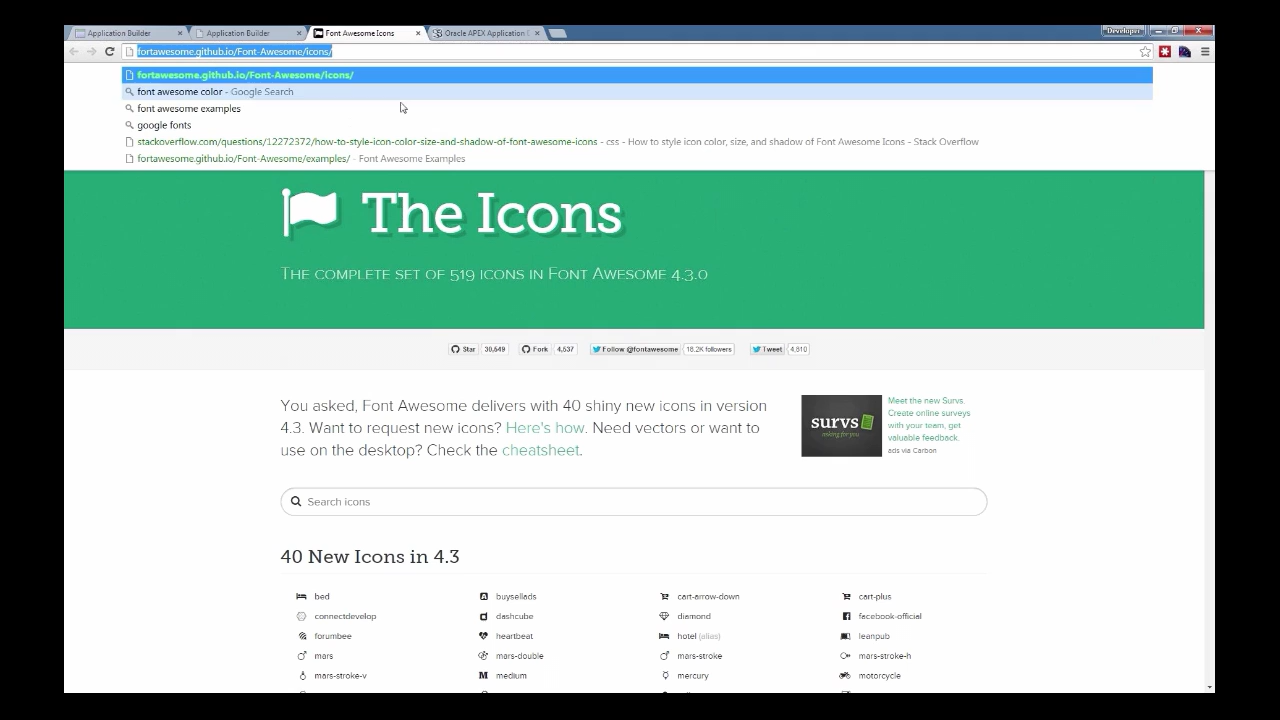 Application Builder
Application Builder
Font Awesome Icons
Oracle APEX Application
Developer
fortawesome.github.io/Font-Awesome/icons/
fortawesome.github.io/Font-Awesome/icons/
font awesome color - Google Search
font awesome examples
google fonts
stackoverflow.com/questions/12272372/how-to-style-icon-color-size-and-shadow-of-font-awesome-icons - css - How to style icon color, size, and shadow of Font Awesome Icons - Stack Overflow
fortawesome.github.io/Font-Awesome/examples/ - Font Awesome Examples
The Icons
The complete set of 519 icons in Font Awesome 4.3.0
Star 30,549 Fork 4,537 Follow @fontawesome 18.2K followers Tweet 4,810
You asked, Font Awesome delivers with 40 shiny new icons in version
4.3. Want to request new icons? Here's how. Need vectors or want to
use on the desktop? Check the cheatsheet.
survs
asking for you
Meet the new Survs.
Create online surveys
with your team, get
valuable feedback.
ads via Carbon
Search icons
40 New Icons in 4.3
bed buysellads cart-arrow-down cart-plus
connectdevelop dashcube diamond facebook-official
forumbee heartbeat hotel (alias) leanpub
mars mars-double mars-stroke mars-stroke-h
mars-stroke-v medium mercury motorcycle